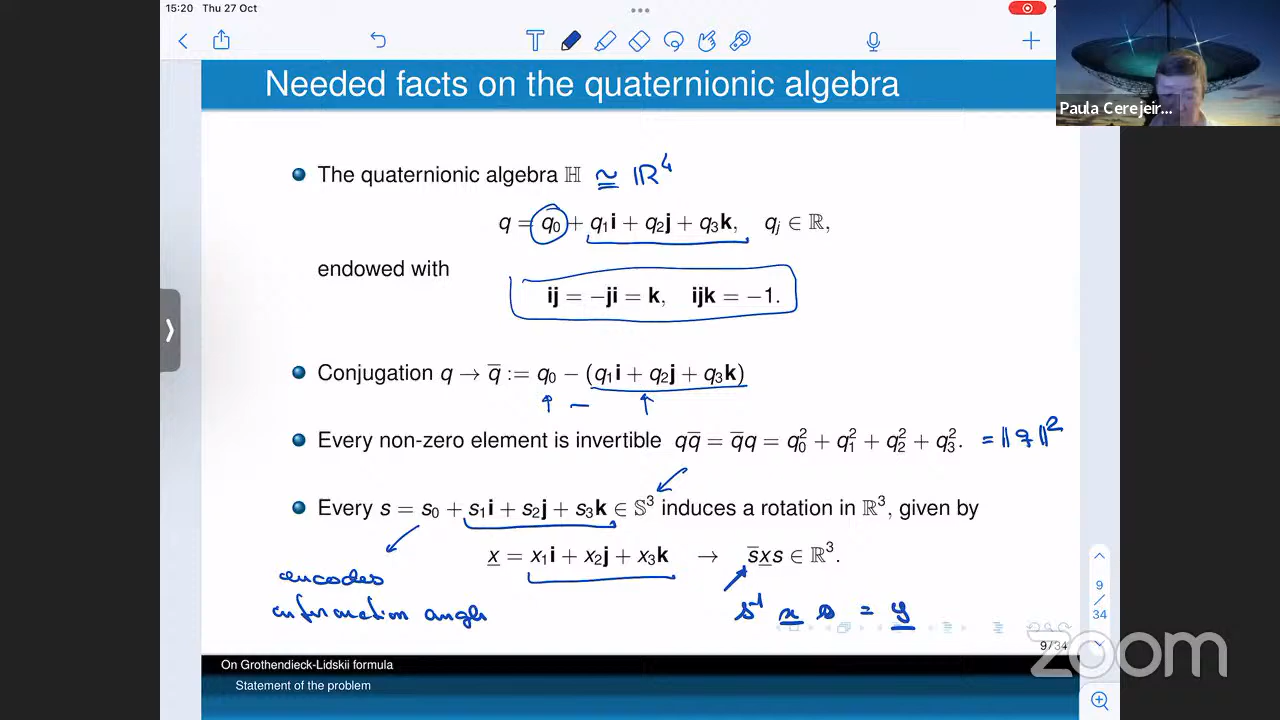 15:20 Thu 27 Oct
Paula Cerejeir...
Needed facts on the quaternionic algebra
The quaternionic algebra ℍ ≅ ℝ⁴
q = q₀ + q₁i + q₂j + q₃k, qⱼ ∈ ℝ,
endowed with
ij = −ji = k, ijk = −1.
Conjugation q → q̅ := q₀ − (q₁i + q₂j + q₃k)
Every non-zero element is invertible qq̅ = q̅q = q₀² + q₁² + q₂² + q₃². = ‖q‖²
Every s = s₀ + s₁i + s₂j + s₃k ∈ 𝕊³ induces a rotation in ℝ³, given by
x = x₁i + x₂j + x₃k → s̅xs ∈ ℝ³.
encodes
information angle
s⁻¹ x s = y
9
/
34
9/34
On Grothendieck-Lidskii formula
Statement of the problem
zoom